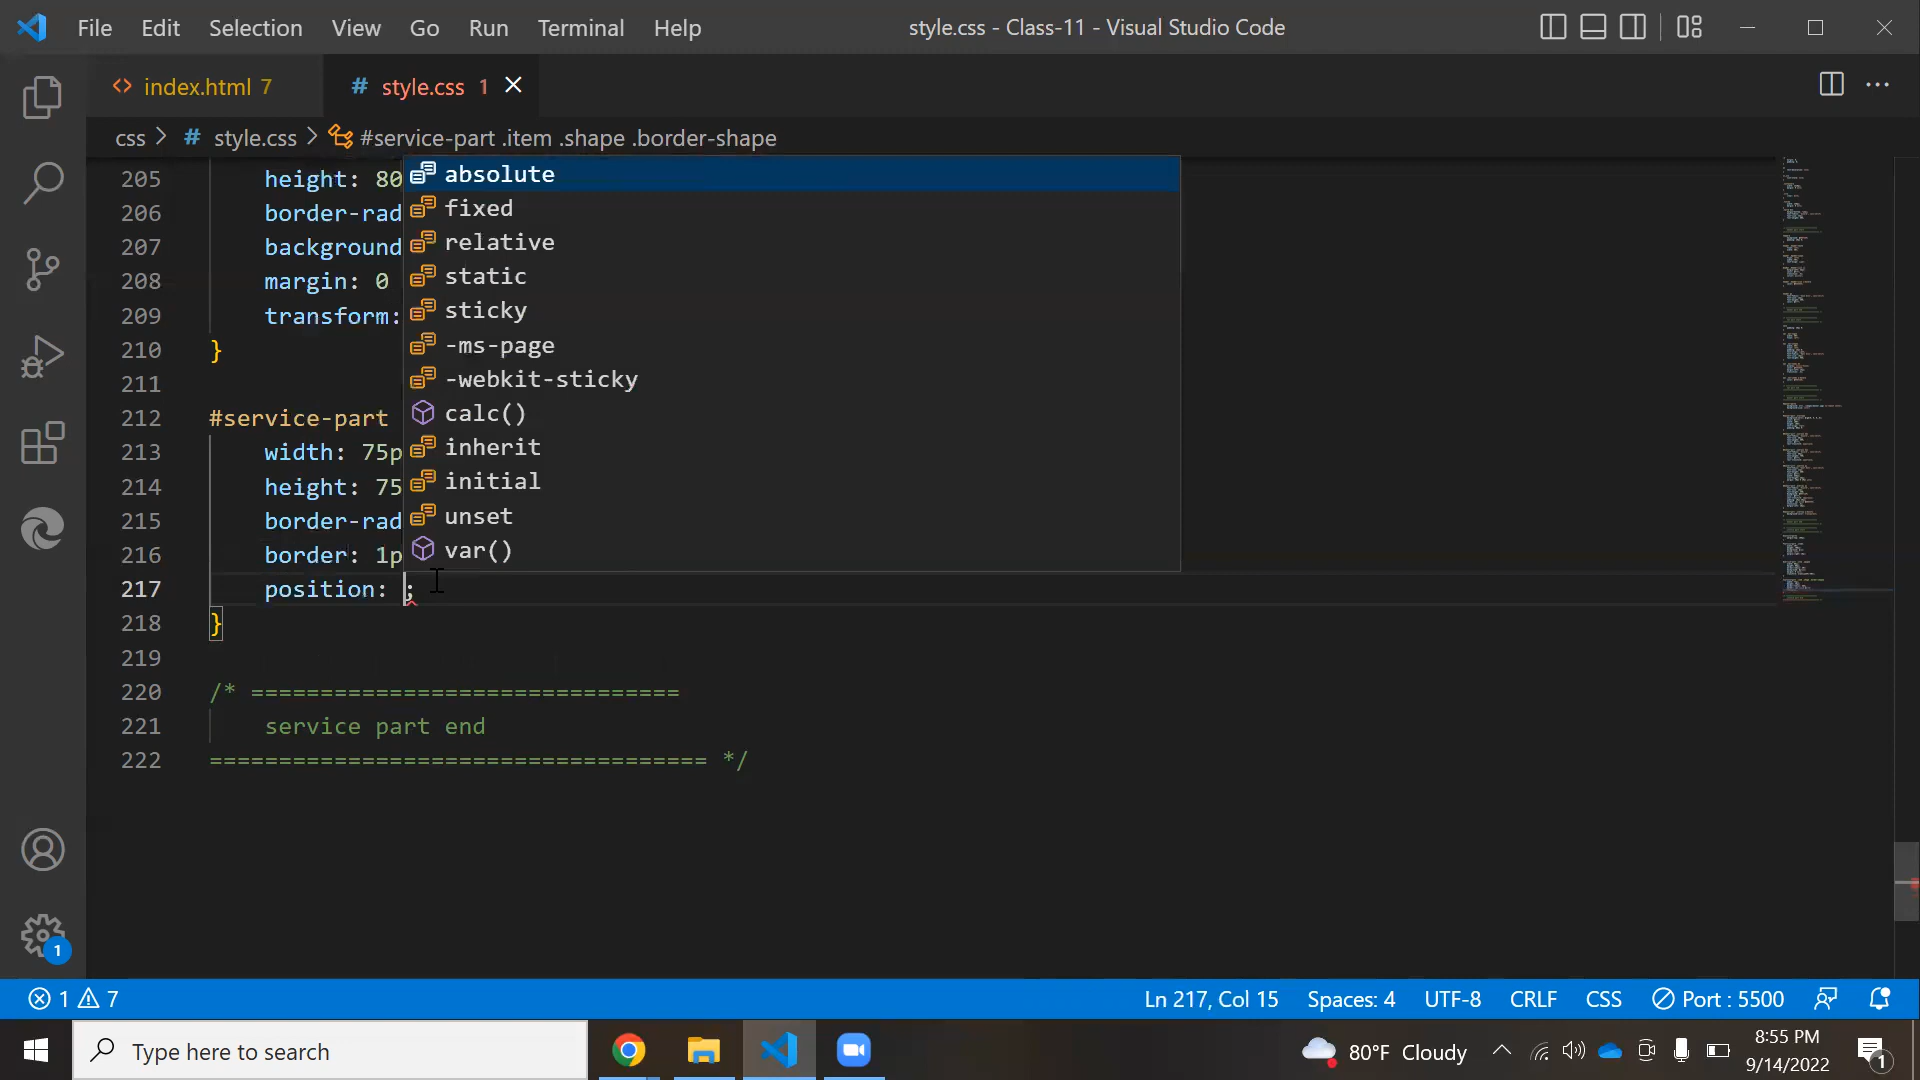 File Edit Selection View Go Run Terminal Help style.css - Class-11 - Visual Studio Code
<> index.html 7 # style.css 1
css > # style.css > #service-part .item .shape .border-shape
205 height: 80
206 border-rad
207 background
208 margin: 0
209 transform:
210 }
211
212 #service-part
213 width: 75p
214 height: 75
215 border-rad
216 border: 1p
217 position: ;
218 }
219
220 /* ===============================
221 service part end
222 ==================================== */
absolute
fixed
relative
static
sticky
-ms-page
-webkit-sticky
calc()
inherit
initial
unset
var()
1
1 7 Ln 217, Col 15 Spaces: 4 UTF-8 CRLF CSS Port : 5500
Type here to search
80°F Cloudy
8:55 PM
9/14/2022
1